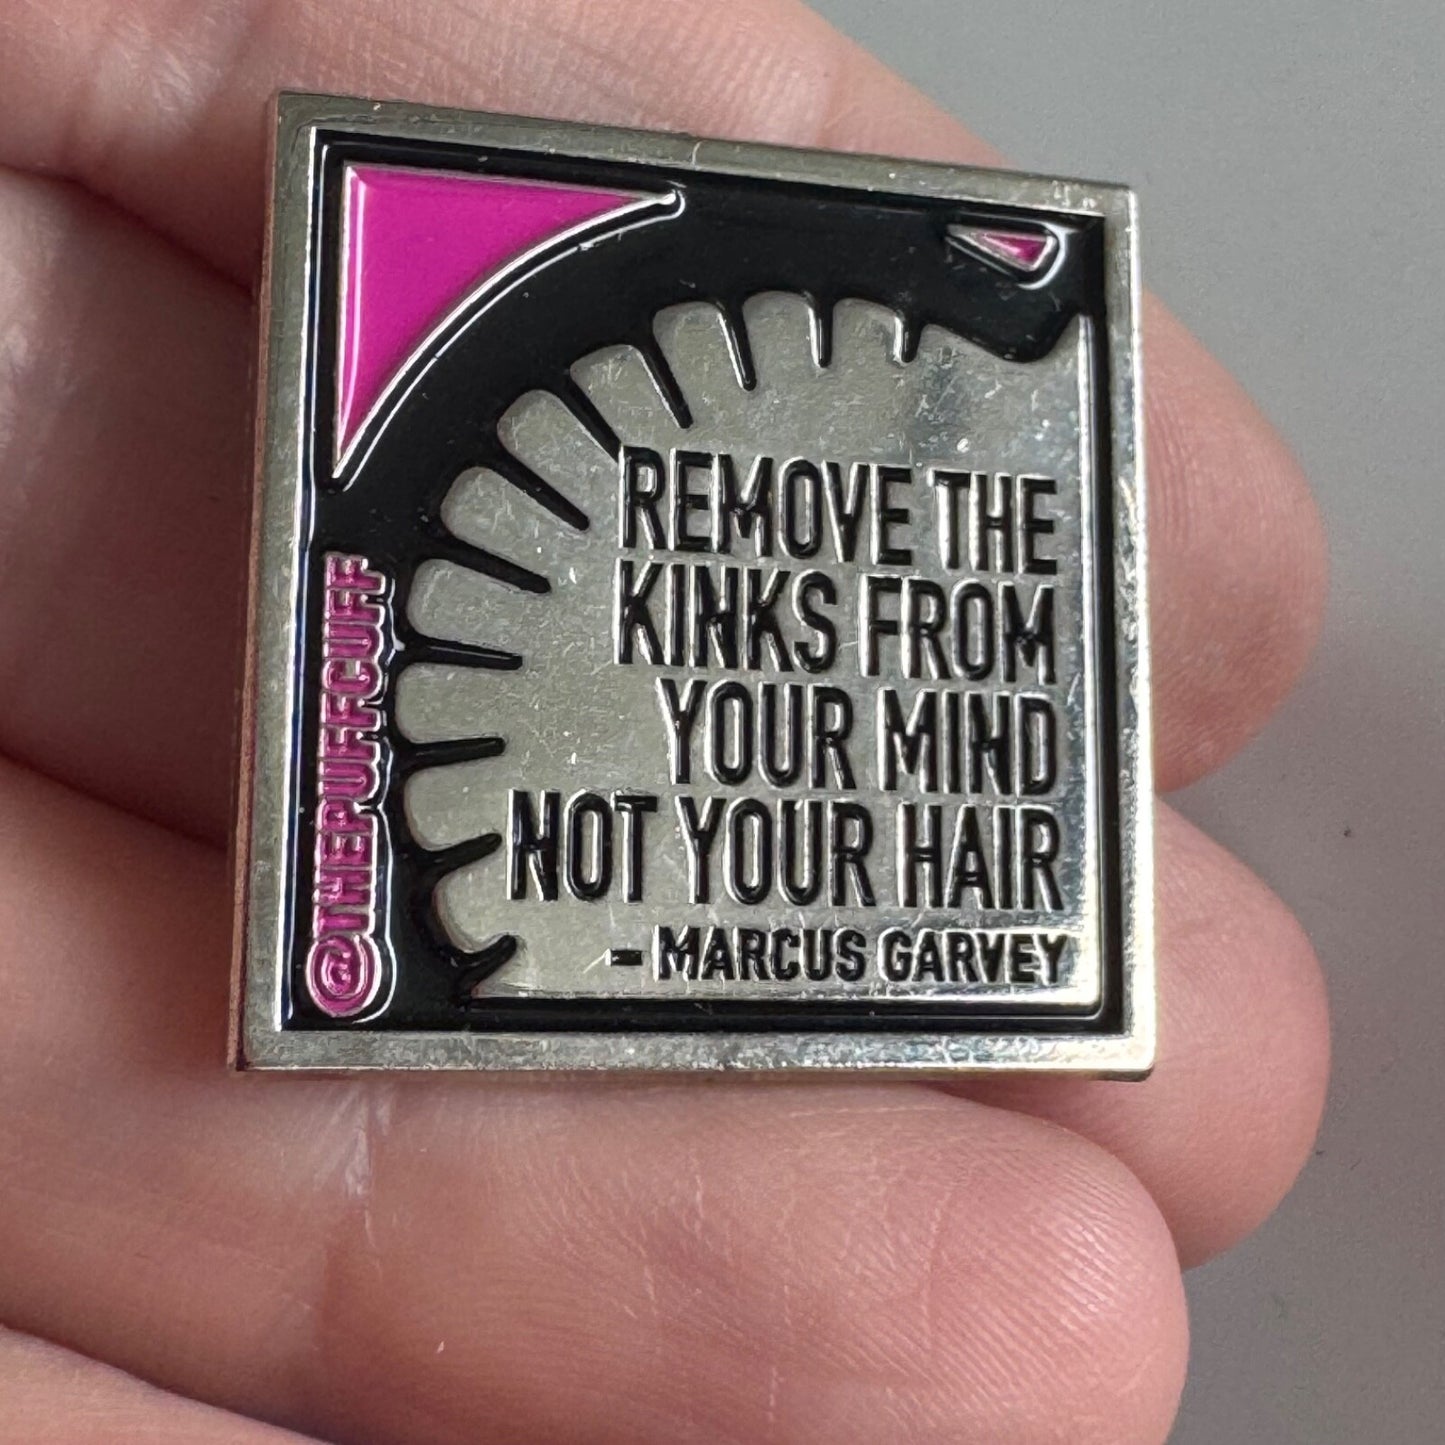 REMOVE THE
KINKS FROM
YOUR MIND
NOT YOUR HAIR
- MARCUS GARVEY
@THEPUFFCUFF